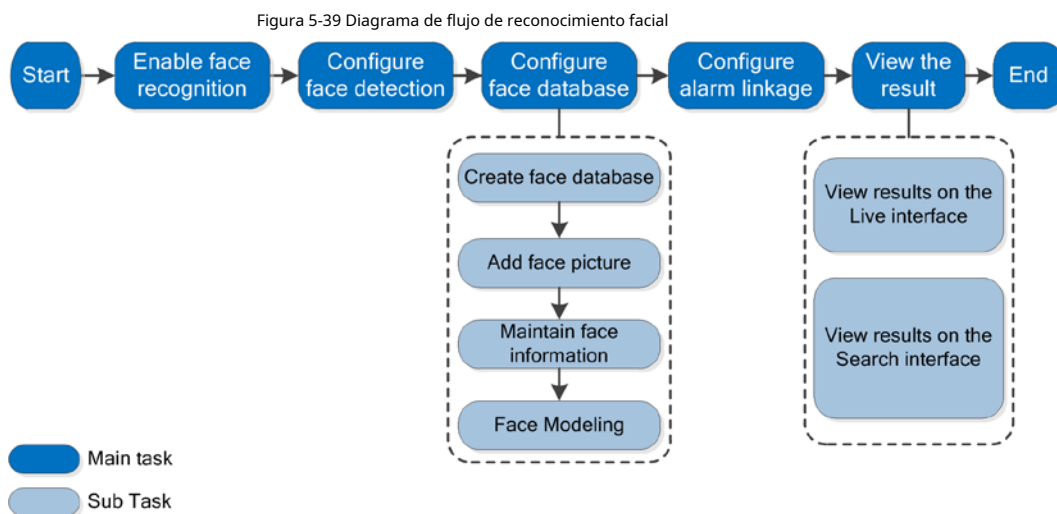 Figura 5-39 Diagrama de flujo de reconocimiento facial
Start
Enable face
recognition
Configure
face detection
Configure
face database
Configure
alarm linkage
View the
result
End
Create face database
Add face picture
Maintain face
information
Face Modeling
View results on the
Live interface
View results on the
Search interface
Main task
Sub Task